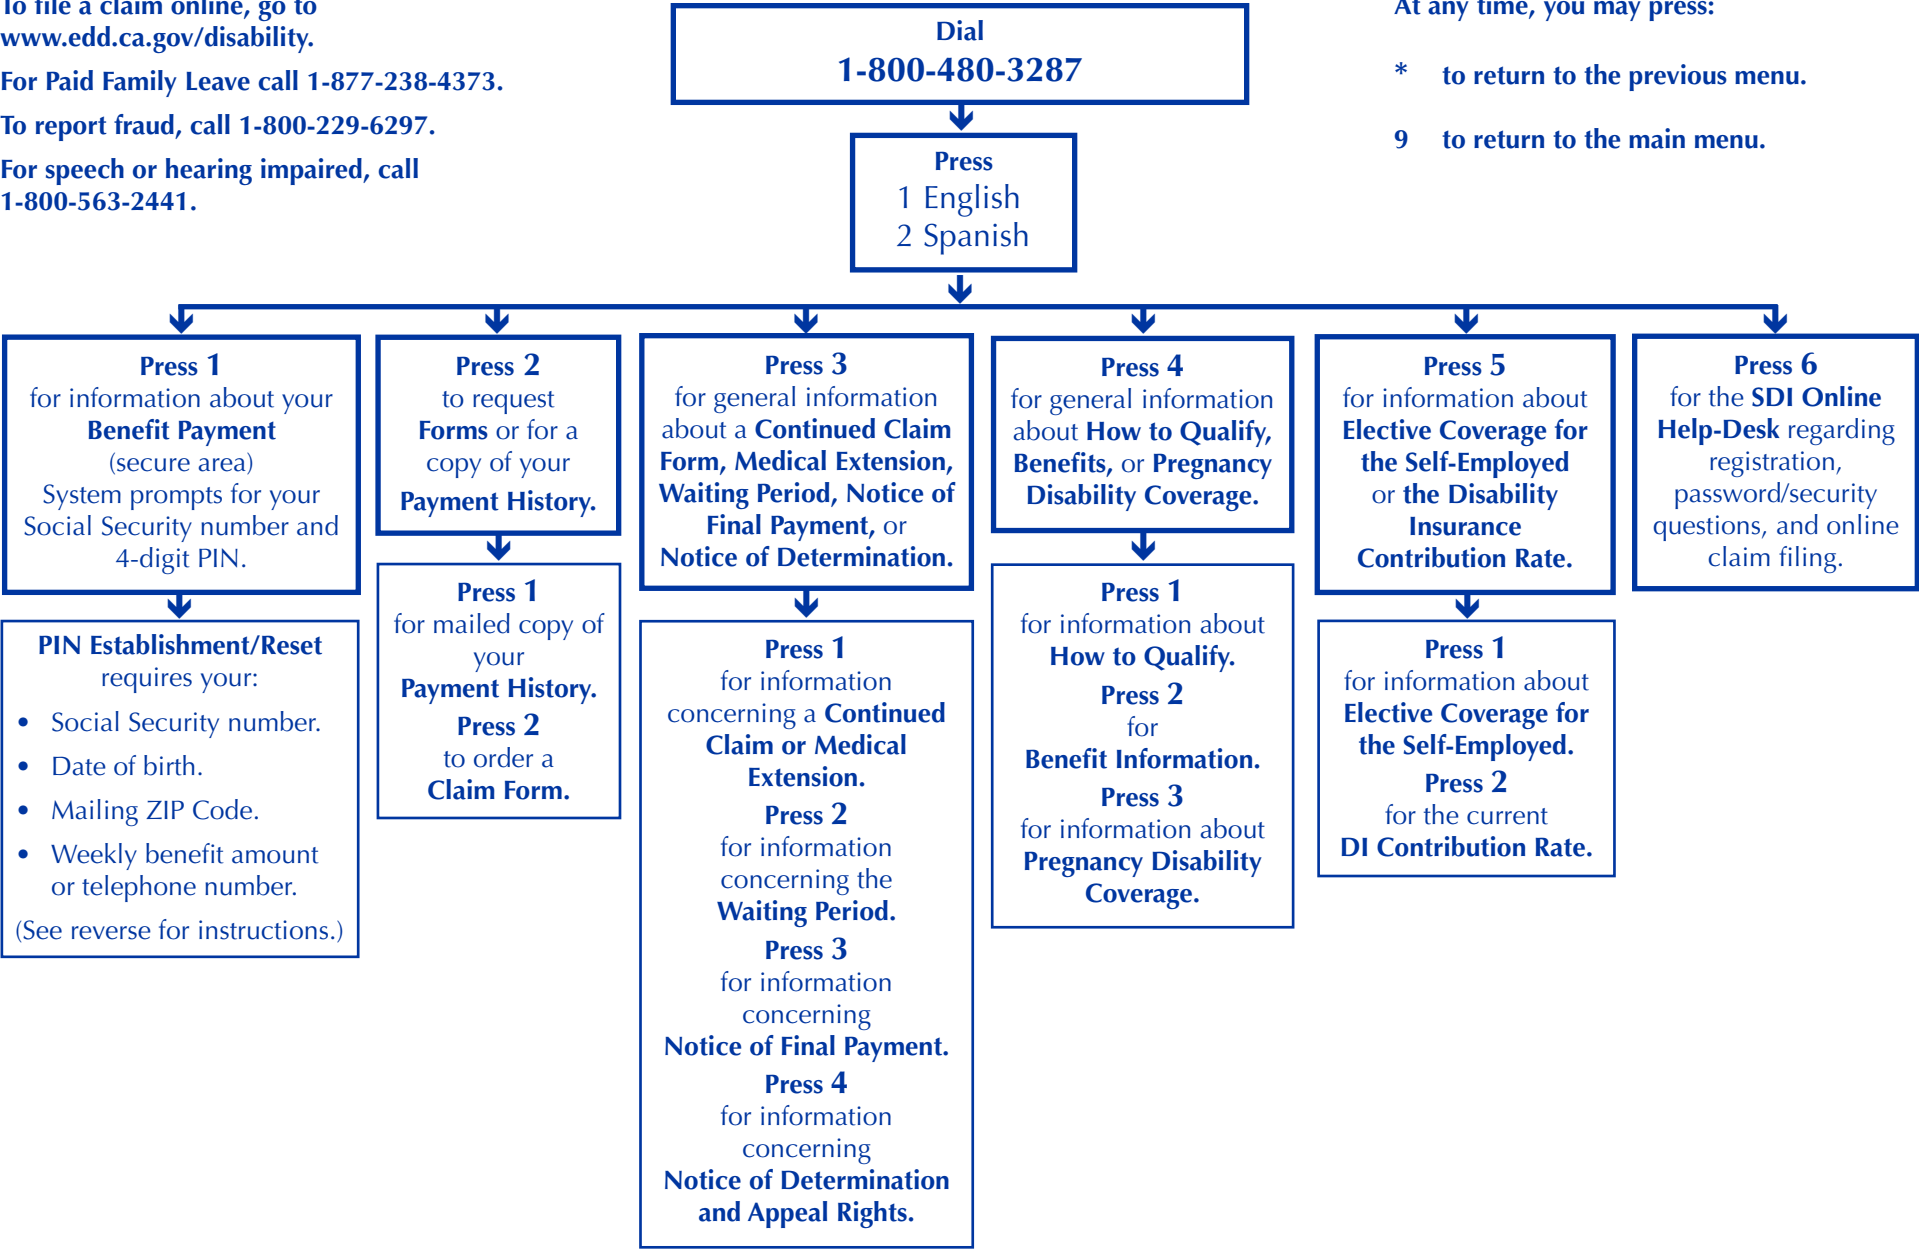 To file a claim online, go to
www.edd.ca.gov/disability.
For Paid Family Leave call 1-877-238-4373.
To report fraud, call 1-800-229-6297.
For speech or hearing impaired, call
1-800-563-2441.
Dial
1-800-480-3287
At any time, you may press:
* to return to the previous menu.
9 to return to the main menu.
Press
1 English
2 Spanish
Press 1
for information about your
Benefit Payment
(secure area)
System prompts for your
Social Security number and
4-digit PIN.
PIN Establishment/Reset
requires your:
• Social Security number.
• Date of birth.
• Mailing ZIP Code.
• Weekly benefit amount
or telephone number.
(See reverse for instructions.)
Press 2
to request
Forms or for a
copy of your
Payment History.
Press 1
for mailed copy of
your
Payment History.
Press 2
to order a
Claim Form.
Press 3
for general information
about a Continued Claim
Form, Medical Extension,
Waiting Period, Notice of
Final Payment, or
Notice of Determination.
Press 1
for information
concerning a Continued
Claim or Medical
Extension.
Press 2
for information
concerning the
Waiting Period.
Press 3
for information
concerning
Notice of Final Payment.
Press 4
for information
concerning
Notice of Determination
and Appeal Rights.
Press 4
for general information
about How to Qualify,
Benefits, or Pregnancy
Disability Coverage.
Press 1
for information about
How to Qualify.
Press 2
for
Benefit Information.
Press 3
for information about
Pregnancy Disability
Coverage.
Press 5
for information about
Elective Coverage for
the Self-Employed
or the Disability
Insurance
Contribution Rate.
Press 1
for information about
Elective Coverage for
the Self-Employed.
Press 2
for the current
DI Contribution Rate.
Press 6
for the SDI Online
Help-Desk regarding
registration,
password/security
questions, and online
claim filing.